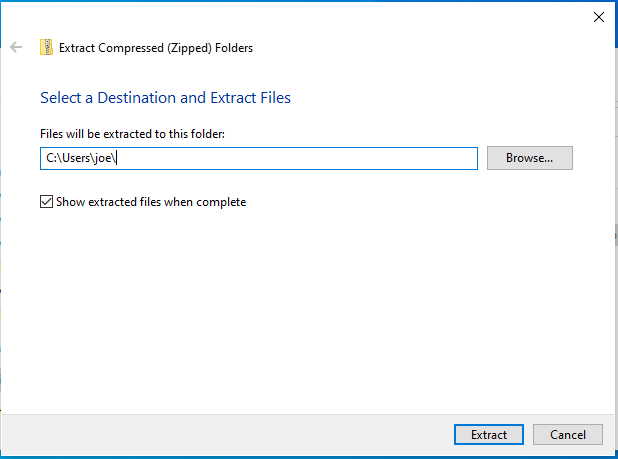 Extract Compressed (Zipped) Folders
Select a Destination and Extract Files
Files will be extracted to this folder:
C:\Users\joe\
Browse...
Show extracted files when complete
Extract
Cancel